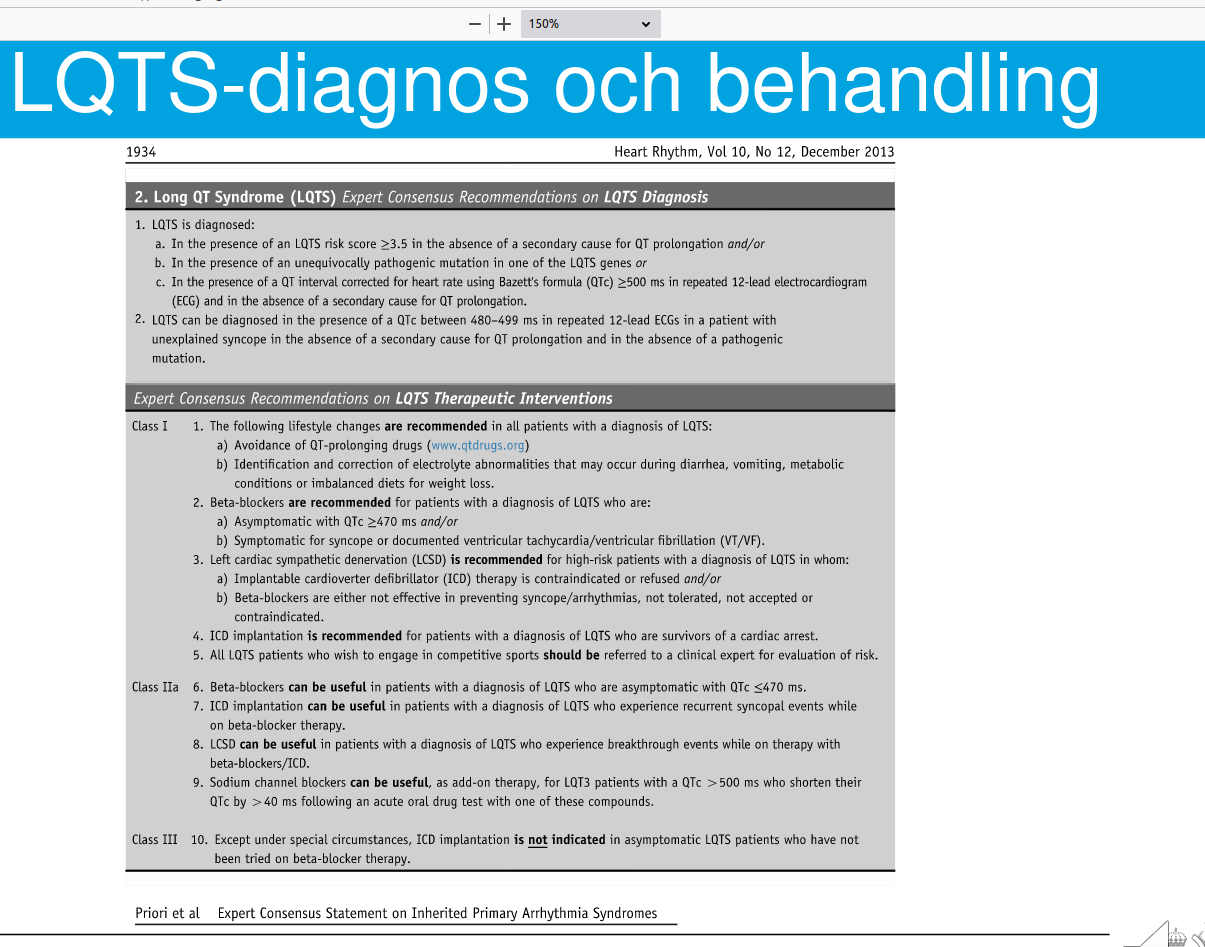 150%
LQTS-diagnos och behandling
1934 Heart Rhythm, Vol 10, No 12, December 2013
2. Long QT Syndrome (LQTS) Expert Consensus Recommendations on LQTS Diagnosis
1. LQTS is diagnosed:
a. In the presence of an LQTS risk score ≥3.5 in the absence of a secondary cause for QT prolongation and/or
b. In the presence of an unequivocally pathogenic mutation in one of the LQTS genes or
c. In the presence of a QT interval corrected for heart rate using Bazett's formula (QTc) ≥500 ms in repeated 12-lead electrocardiogram
(ECG) and in the absence of a secondary cause for QT prolongation.
2. LQTS can be diagnosed in the presence of a QTc between 480–499 ms in repeated 12-lead ECGs in a patient with
unexplained syncope in the absence of a secondary cause for QT prolongation and in the absence of a pathogenic
mutation.
Expert Consensus Recommendations on LQTS Therapeutic Interventions
Class I 1. The following lifestyle changes are recommended in all patients with a diagnosis of LQTS:
a) Avoidance of QT-prolonging drugs (www.qtdrugs.org)
b) Identification and correction of electrolyte abnormalities that may occur during diarrhea, vomiting, metabolic
conditions or imbalanced diets for weight loss.
2. Beta-blockers are recommended for patients with a diagnosis of LQTS who are:
a) Asymptomatic with QTc ≥470 ms and/or
b) Symptomatic for syncope or documented ventricular tachycardia/ventricular fibrillation (VT/VF).
3. Left cardiac sympathetic denervation (LCSD) is recommended for high-risk patients with a diagnosis of LQTS in whom:
a) Implantable cardioverter defibrillator (ICD) therapy is contraindicated or refused and/or
b) Beta-blockers are either not effective in preventing syncope/arrhythmias, not tolerated, not accepted or
contraindicated.
4. ICD implantation is recommended for patients with a diagnosis of LQTS who are survivors of a cardiac arrest.
5. All LQTS patients who wish to engage in competitive sports should be referred to a clinical expert for evaluation of risk.
Class IIa 6. Beta-blockers can be useful in patients with a diagnosis of LQTS who are asymptomatic with QTc ≤470 ms.
7. ICD implantation can be useful in patients with a diagnosis of LQTS who experience recurrent syncopal events while
on beta-blocker therapy.
8. LCSD can be useful in patients with a diagnosis of LQTS who experience breakthrough events while on therapy with
beta-blockers/ICD.
9. Sodium channel blockers can be useful, as add-on therapy, for LQT3 patients with a QTc >500 ms who shorten their
QTc by >40 ms following an acute oral drug test with one of these compounds.
Class III 10. Except under special circumstances, ICD implantation is not indicated in asymptomatic LQTS patients who have not
been tried on beta-blocker therapy.
Priori et al Expert Consensus Statement on Inherited Primary Arrhythmia Syndromes